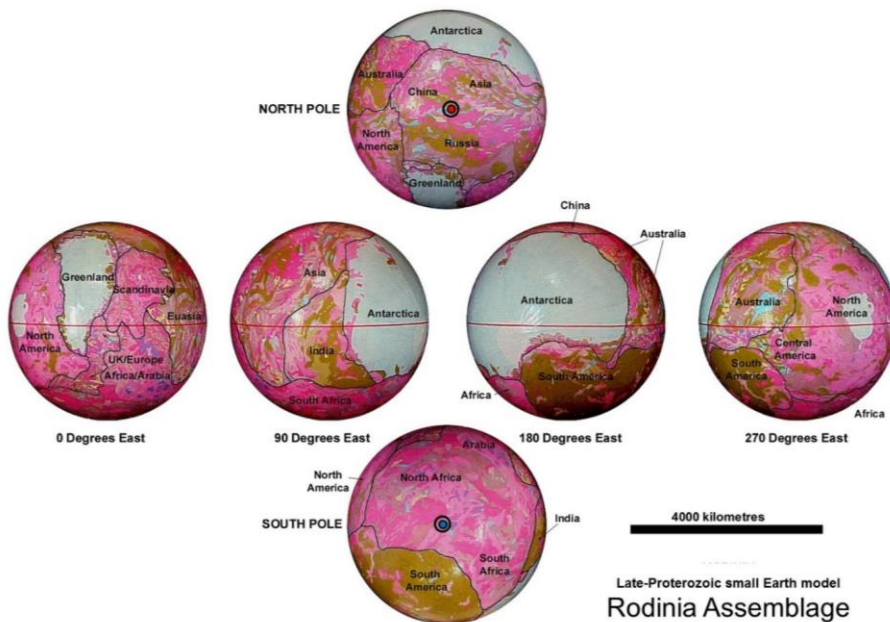 Antarctica
Australia
China
Asia
NORTH POLE
North
America
Russia
Greenland
China
Australia
Greenland
Scandinavia
Euasia
North
America
UK/Europe
Africa/Arabia
0 Degrees East
Asia
Antarctica
India
South Africa
90 Degrees East
Antarctica
South America
Africa
180 Degrees East
Australia
North
America
Central
America
South
America
Africa
270 Degrees East
Arabia
North
America
North Africa
SOUTH POLE
India
South
Africa
South
America
4000 kilometres
Late-Proterozoic small Earth model
Rodinia Assemblage